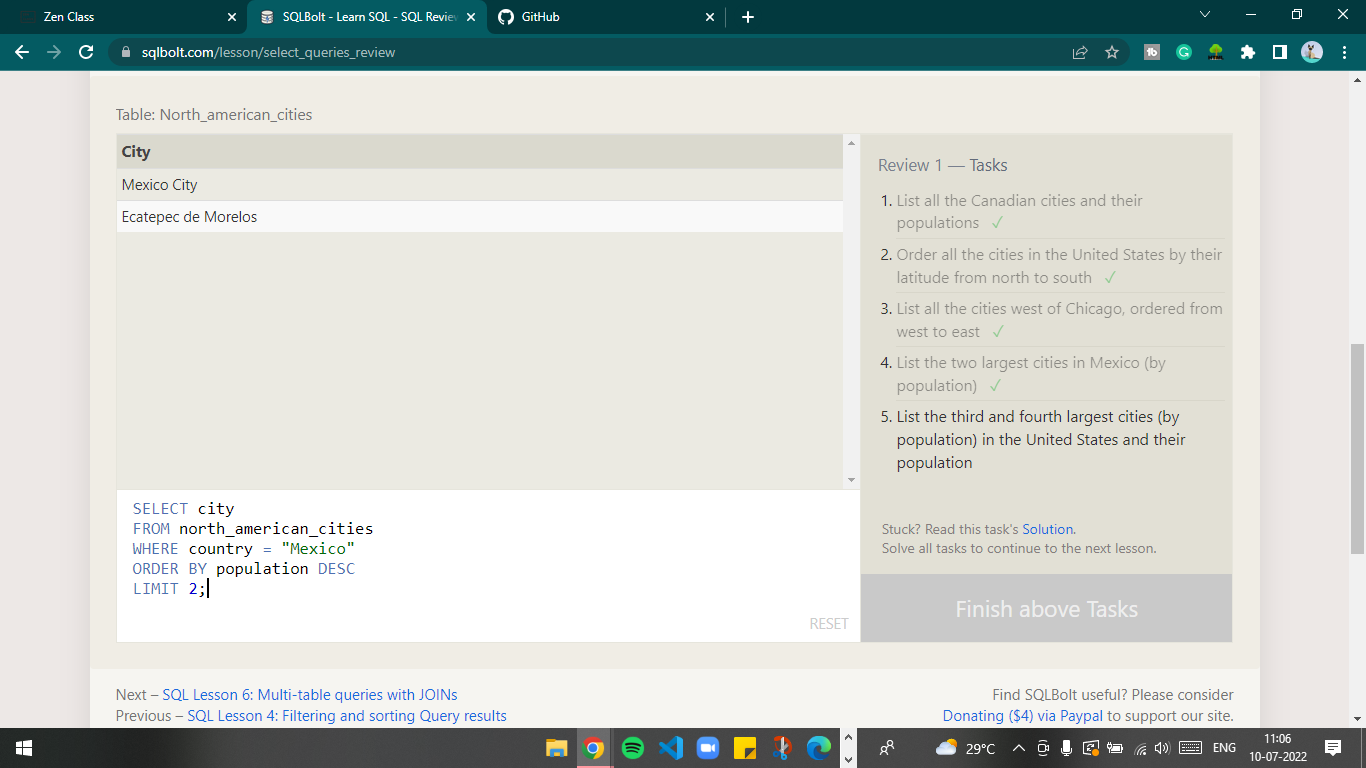 Zen Class
SQLBolt - Learn SQL - SQL Review
GitHub
sqlbolt.com/lesson/select_queries_review
Table: North_american_cities
City
Mexico City
Ecatepec de Morelos
SELECT city
FROM north_american_cities
WHERE country = "Mexico"
ORDER BY population DESC
LIMIT 2;
RESET
Review 1 — Tasks
1. List all the Canadian cities and their
populations ✓
2. Order all the cities in the United States by their
latitude from north to south ✓
3. List all the cities west of Chicago, ordered from
west to east ✓
4. List the two largest cities in Mexico (by
population) ✓
5. List the third and fourth largest cities (by
population) in the United States and their
population
Stuck? Read this task's Solution.
Solve all tasks to continue to the next lesson.
Finish above Tasks
Next – SQL Lesson 6: Multi-table queries with JOINs
Previous – SQL Lesson 4: Filtering and sorting Query results
Find SQLBolt useful? Please consider
Donating ($4) via Paypal to support our site.
29°C
ENG
11:06
10-07-2022